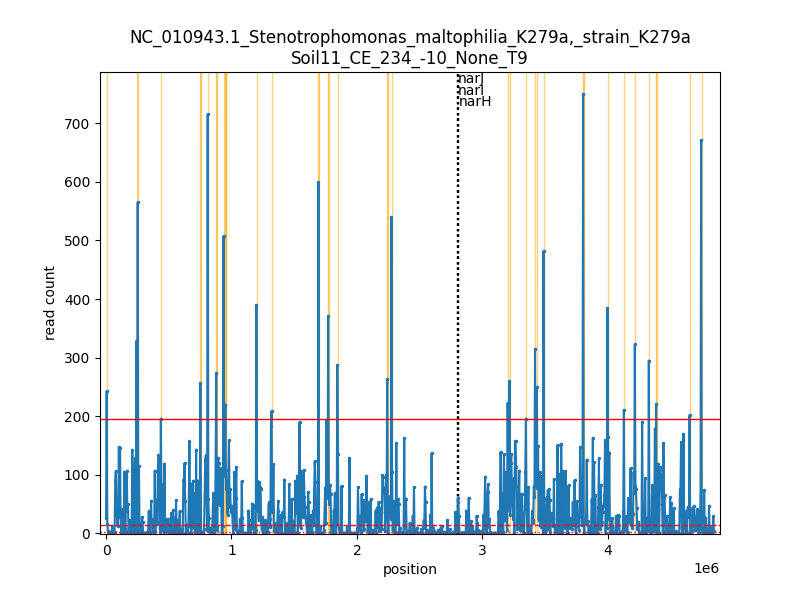 NC_010943.1_Stenotrophomonas_maltophilia_K279a,_strain_K279a
Soil11_CE_234_-10_None_T9
narJ
narI
narH
700
600
500
400
300
200
100
0
read count
0 1 2 3 4
1e6
position